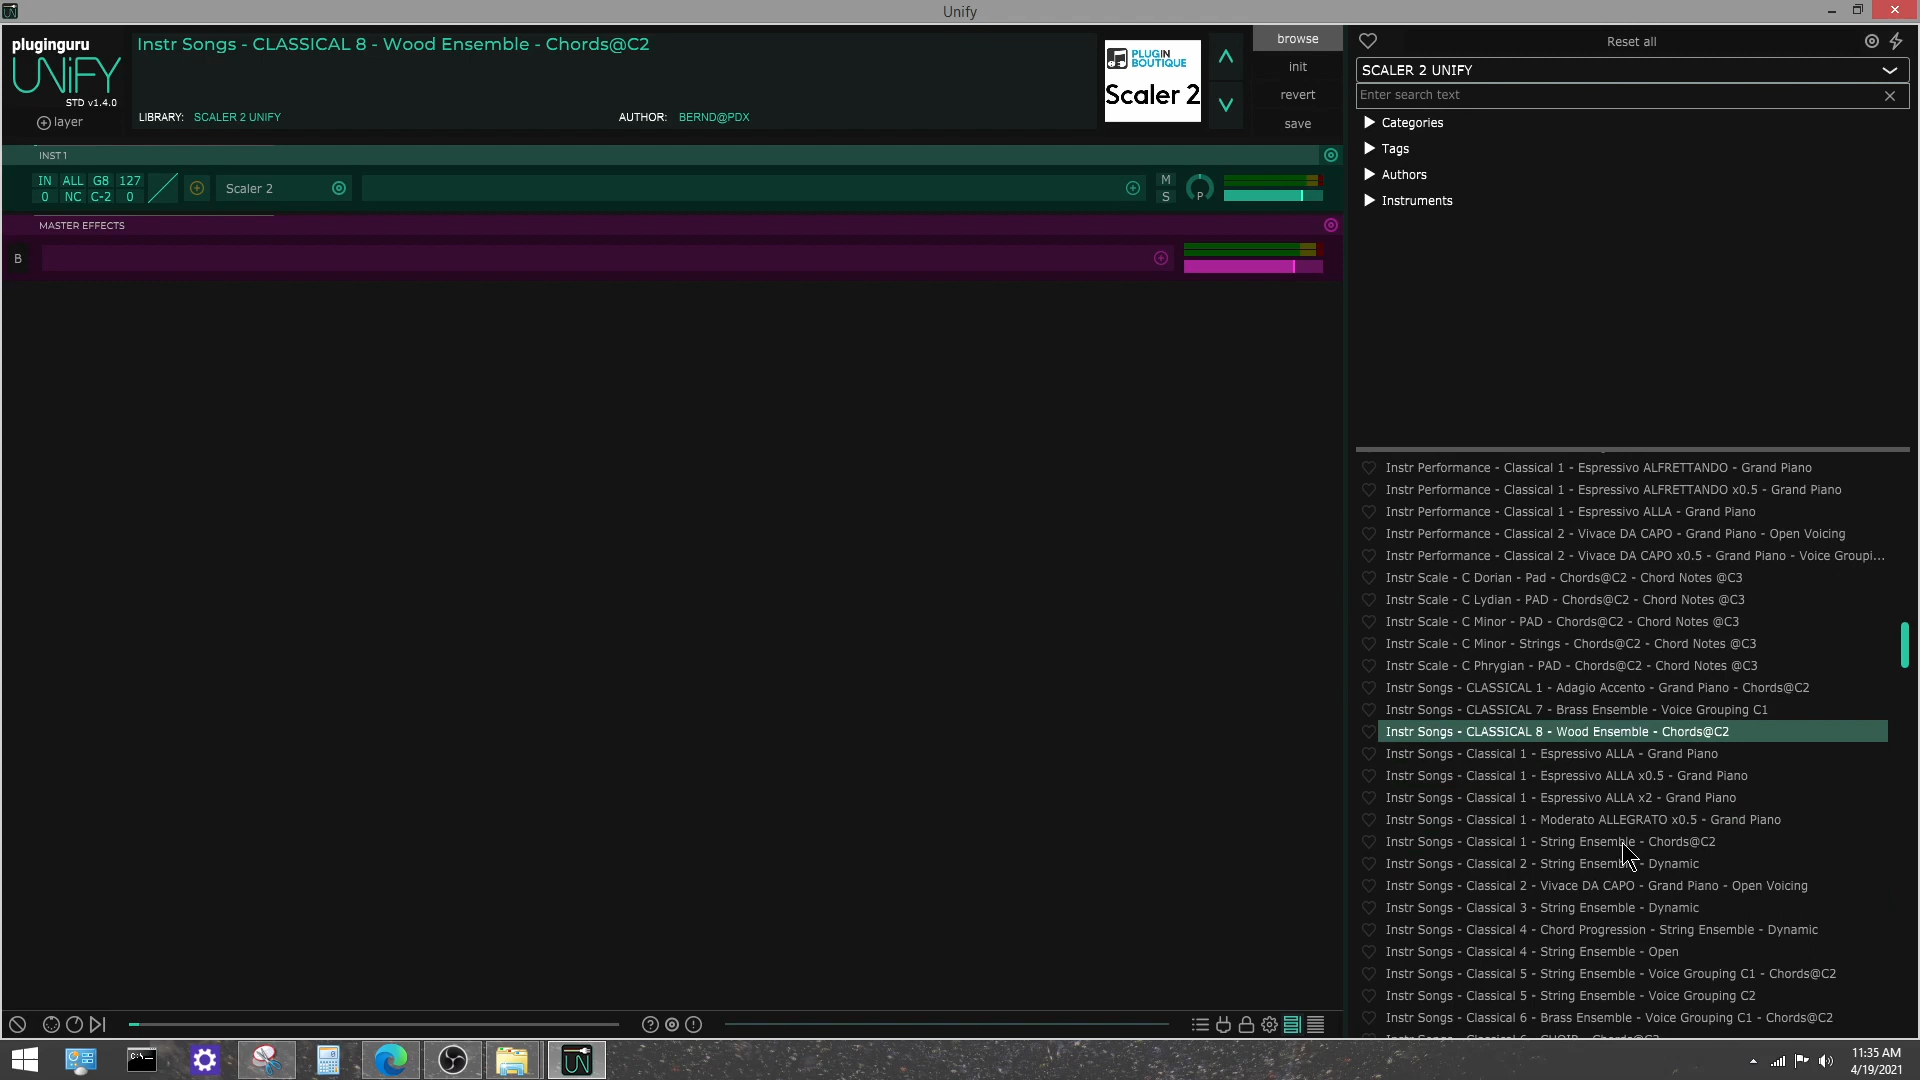 Unify
pluginguru
UNIFY
STD v1.4.0
layer
Instr Songs - CLASSICAL 8 - Wood Ensemble - Chords@C2
LIBRARY: SCALER 2 UNIFY
AUTHOR: BERND@PDX
PLUGIN
BOUTIQUE
Scaler 2
browse
init
revert
save
Reset all
SCALER 2 UNIFY
Enter search text
Categories
Tags
Authors
Instruments
INST 1
IN ALL G8 127
0 NC C-2 0
Scaler 2
M
S
P
MASTER EFFECTS
B
Instr Performance - Classical 1 - Espressivo ALFRETTANDO - Grand Piano
Instr Performance - Classical 1 - Espressivo ALFRETTANDO x0.5 - Grand Piano
Instr Performance - Classical 1 - Espressivo ALLA - Grand Piano
Instr Performance - Classical 2 - Vivace DA CAPO - Grand Piano - Open Voicing
Instr Performance - Classical 2 - Vivace DA CAPO x0.5 - Grand Piano - Voice Groupi...
Instr Scale - C Dorian - Pad - Chords@C2 - Chord Notes @C3
Instr Scale - C Lydian - PAD - Chords@C2 - Chord Notes @C3
Instr Scale - C Minor - PAD - Chords@C2 - Chord Notes @C3
Instr Scale - C Minor - Strings - Chords@C2 - Chord Notes @C3
Instr Scale - C Phrygian - PAD - Chords@C2 - Chord Notes @C3
Instr Songs - CLASSICAL 1 - Adagio Accento - Grand Piano - Chords@C2
Instr Songs - CLASSICAL 7 - Brass Ensemble - Voice Grouping C1
Instr Songs - CLASSICAL 8 - Wood Ensemble - Chords@C2
Instr Songs - Classical 1 - Espressivo ALLA - Grand Piano
Instr Songs - Classical 1 - Espressivo ALLA x0.5 - Grand Piano
Instr Songs - Classical 1 - Espressivo ALLA x2 - Grand Piano
Instr Songs - Classical 1 - Moderato ALLEGRATO x0.5 - Grand Piano
Instr Songs - Classical 1 - String Ensemble - Chords@C2
Instr Songs - Classical 2 - String Ensemble - Dynamic
Instr Songs - Classical 2 - Vivace DA CAPO - Grand Piano - Open Voicing
Instr Songs - Classical 3 - String Ensemble - Dynamic
Instr Songs - Classical 4 - Chord Progression - String Ensemble - Dynamic
Instr Songs - Classical 4 - String Ensemble - Open
Instr Songs - Classical 5 - String Ensemble - Voice Grouping C1 - Chords@C2
Instr Songs - Classical 5 - String Ensemble - Voice Grouping C2
Instr Songs - Classical 6 - Brass Ensemble - Voice Grouping C1 - Chords@C2
11:35 AM
4/19/2021